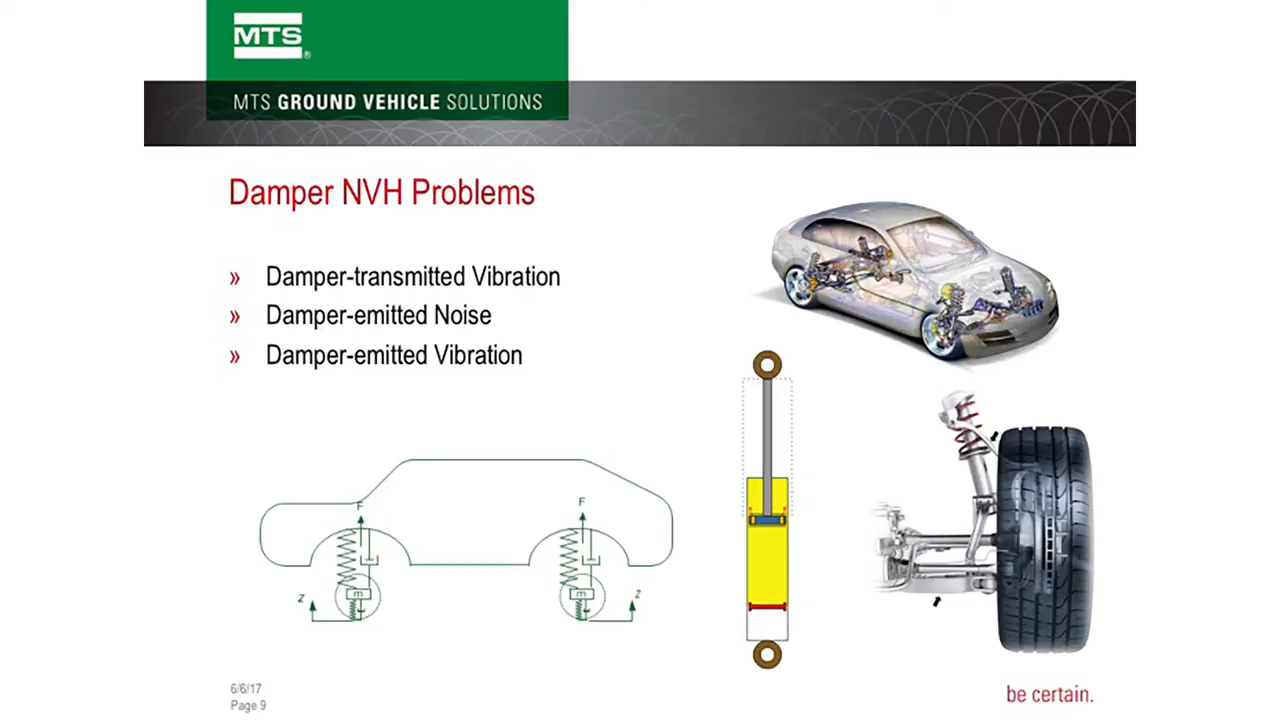 MTS
®
MTS GROUND VEHICLE SOLUTIONS
Damper NVH Problems
» Damper-transmitted Vibration
» Damper-emitted Noise
» Damper-emitted Vibration
F
F
m
m
z
z
6/6/17
Page 9
be certain.